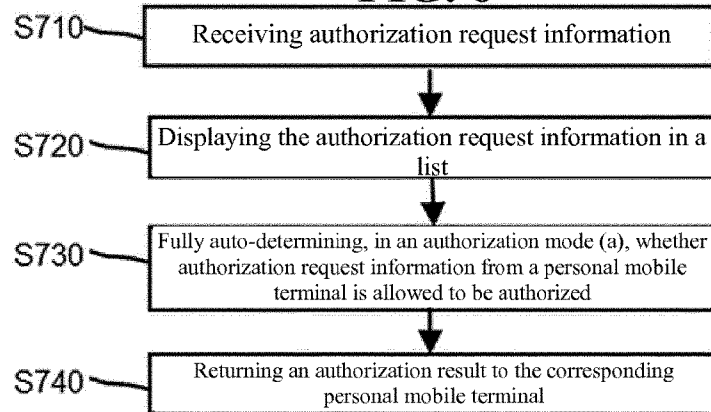 S710
Receiving authorization request information
S720
Displaying the authorization request information in a
list
S730
Fully auto-determining, in an authorization mode (a), whether
authorization request information from a personal mobile
terminal is allowed to be authorized
S740
Returning an authorization result to the corresponding
personal mobile terminal